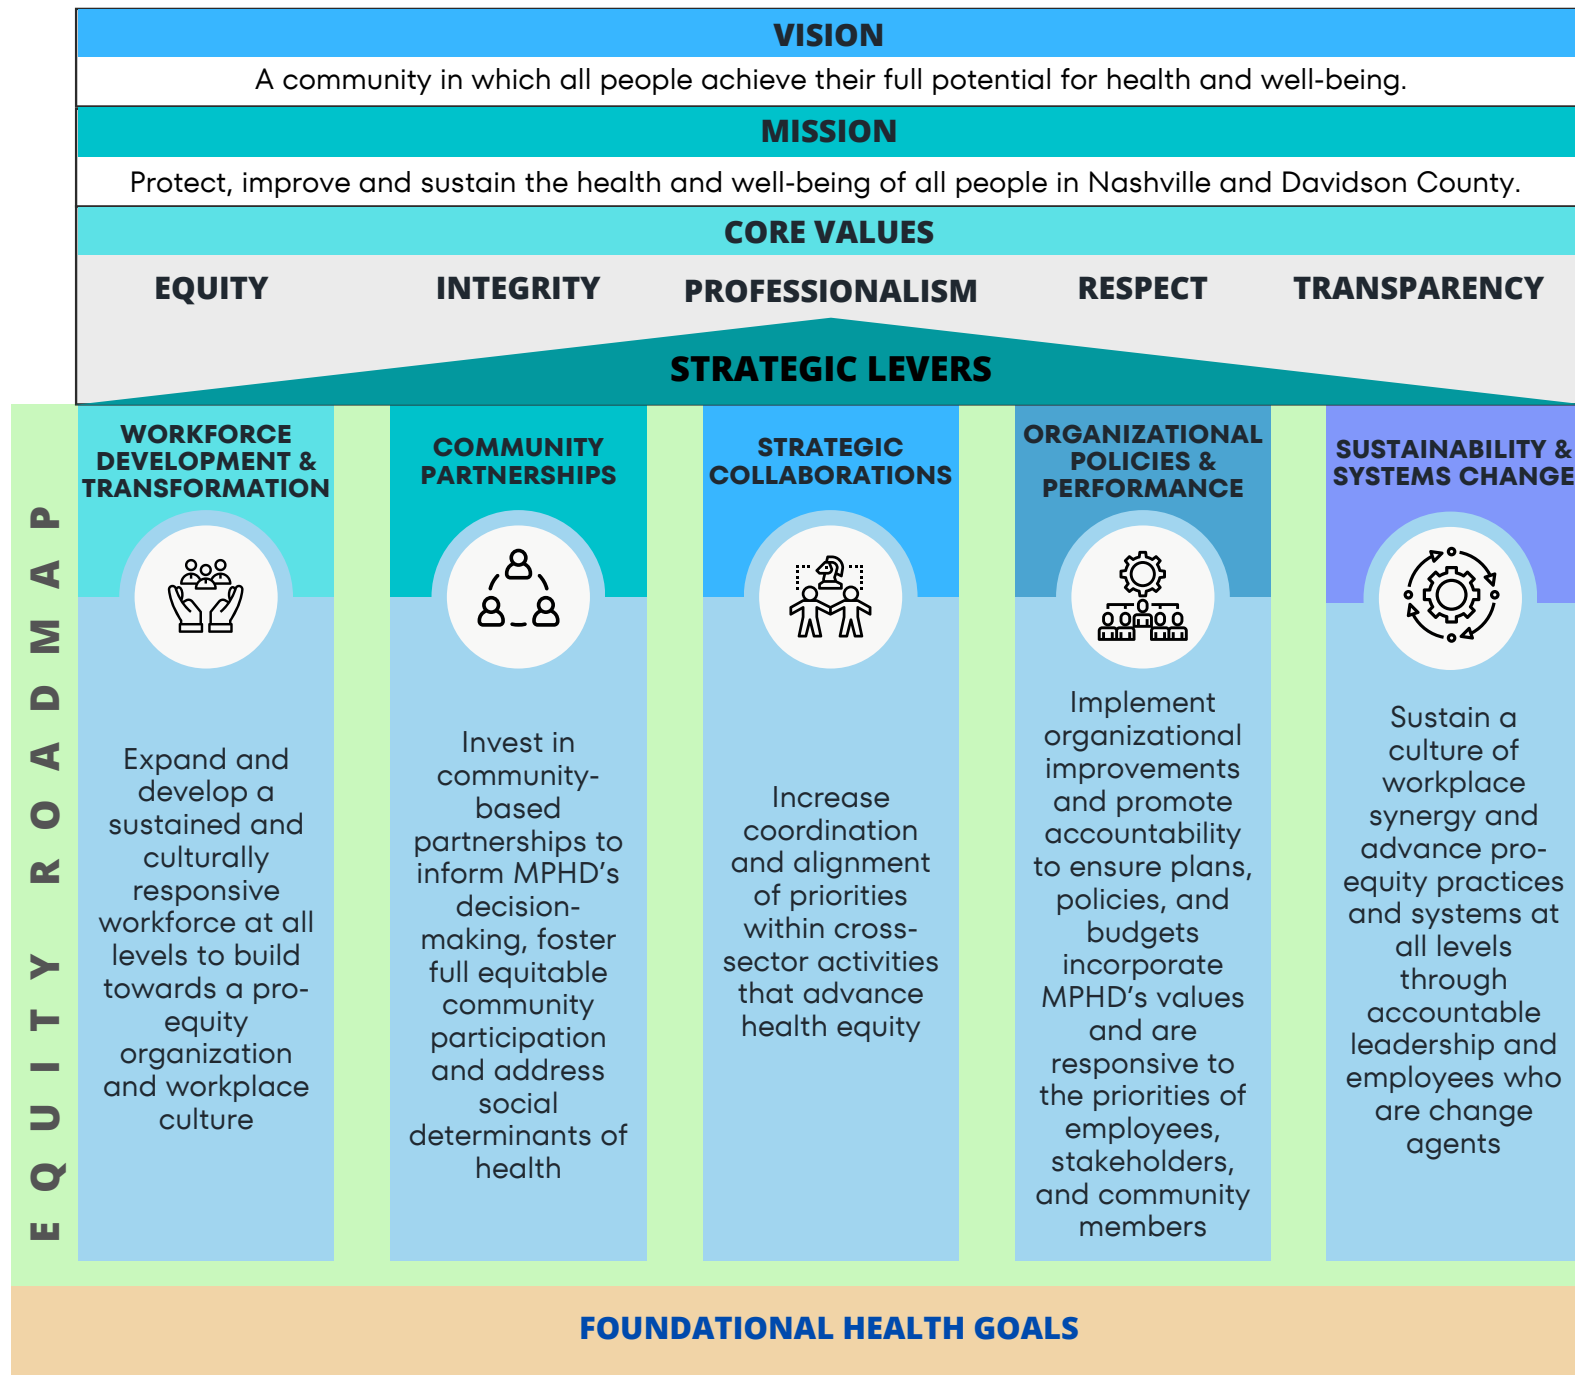 VISION
A community in which all people achieve their full potential for health and well-being.
MISSION
Protect, improve and sustain the health and well-being of all people in Nashville and Davidson County.
CORE VALUES
EQUITY
INTEGRITY
PROFESSIONALISM
RESPECT
TRANSPARENCY
STRATEGIC LEVERS
EQUITY ROADMAP
WORKFORCE
DEVELOPMENT &
TRANSFORMATION
Expand and
develop a
sustained and
culturally
responsive
workforce at all
levels to build
towards a pro-
equity
organization
and workplace
culture
COMMUNITY
PARTNERSHIPS
Invest in
community-
based
partnerships to
inform MPHD’s
decision-
making, foster
full equitable
community
participation
and address
social
determinants of
health
STRATEGIC
COLLABORATIONS
Increase
coordination
and alignment
of priorities
within cross-
sector activities
that advance
health equity
ORGANIZATIONAL
POLICIES &
PERFORMANCE
Implement
organizational
improvements
and promote
accountability
to ensure plans,
policies, and
budgets
incorporate
MPHD’s values
and are
responsive to
the priorities of
employees,
stakeholders,
and community
members
SUSTAINABILITY &
SYSTEMS CHANGE
Sustain a
culture of
workplace
synergy and
advance pro-
equity practices
and systems at
all levels
through
accountable
leadership and
employees who
are change
agents
FOUNDATIONAL HEALTH GOALS